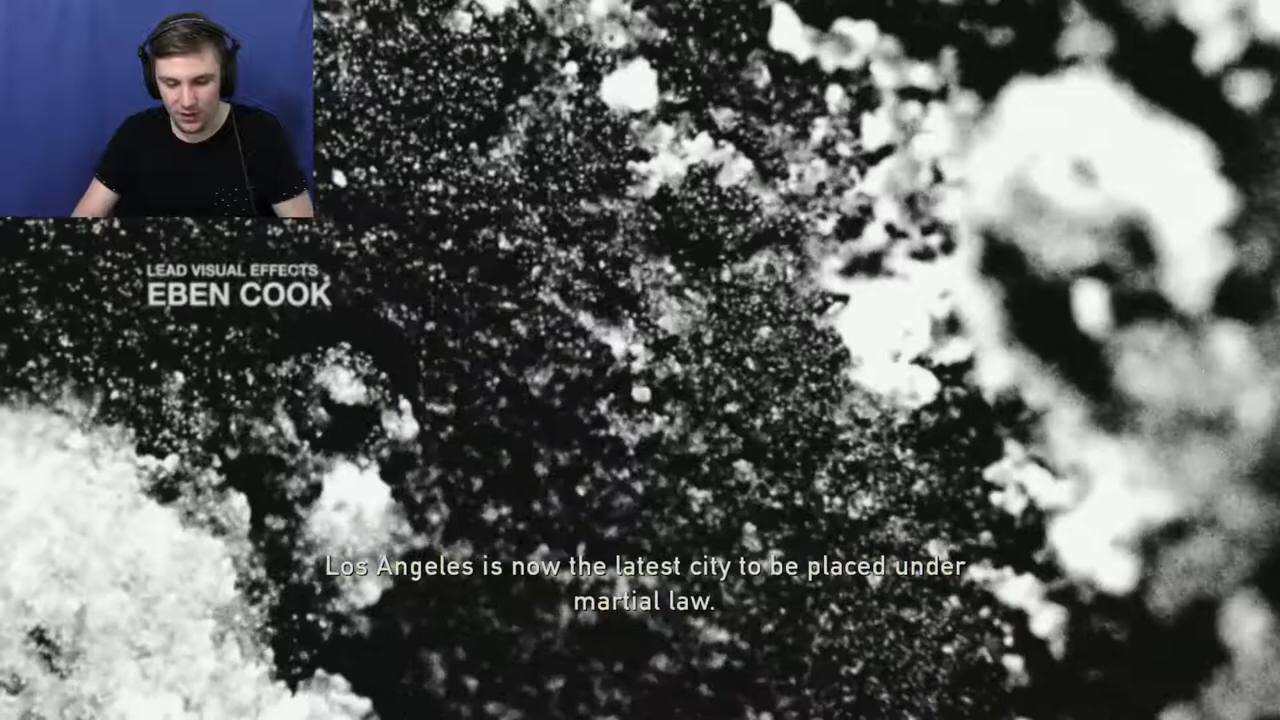 LEAD VISUAL EFFECTS
EBEN COOK
Los Angeles is now the latest city to be placed under
martial law.